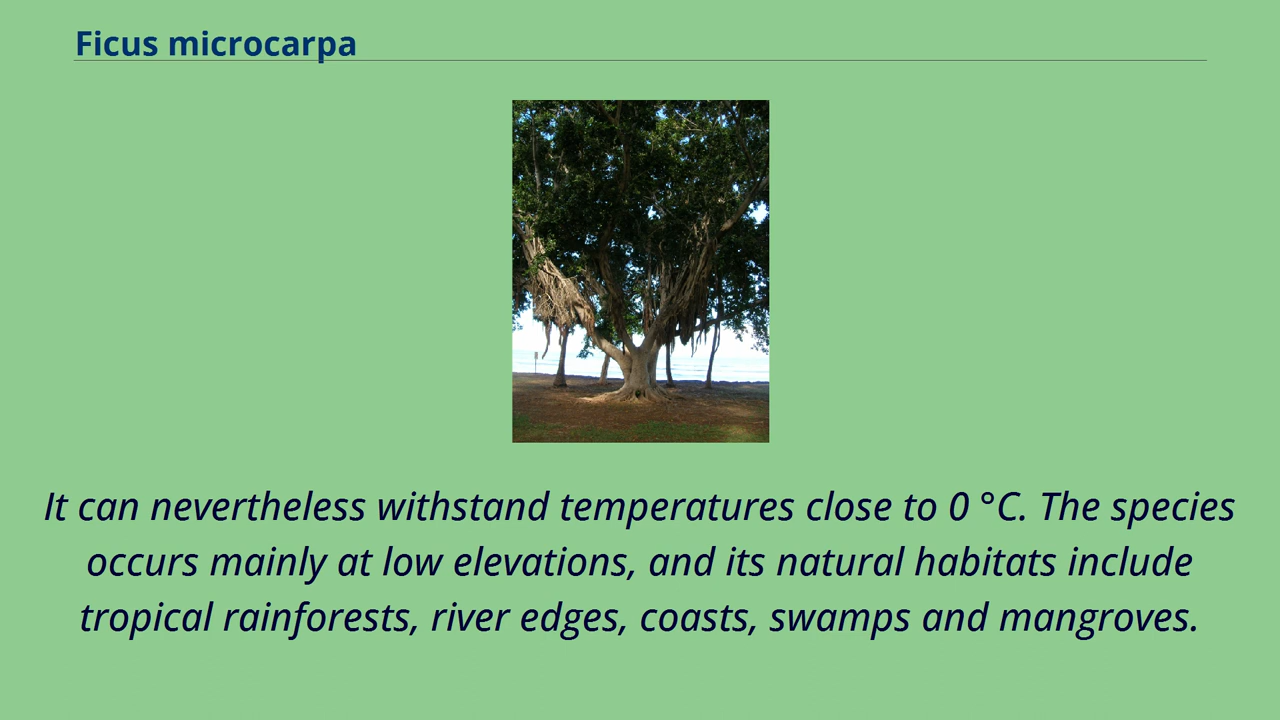 Ficus microcarpa
It can nevertheless withstand temperatures close to 0 °C. The species
occurs mainly at low elevations, and its natural habitats include
tropical rainforests, river edges, coasts, swamps and mangroves.